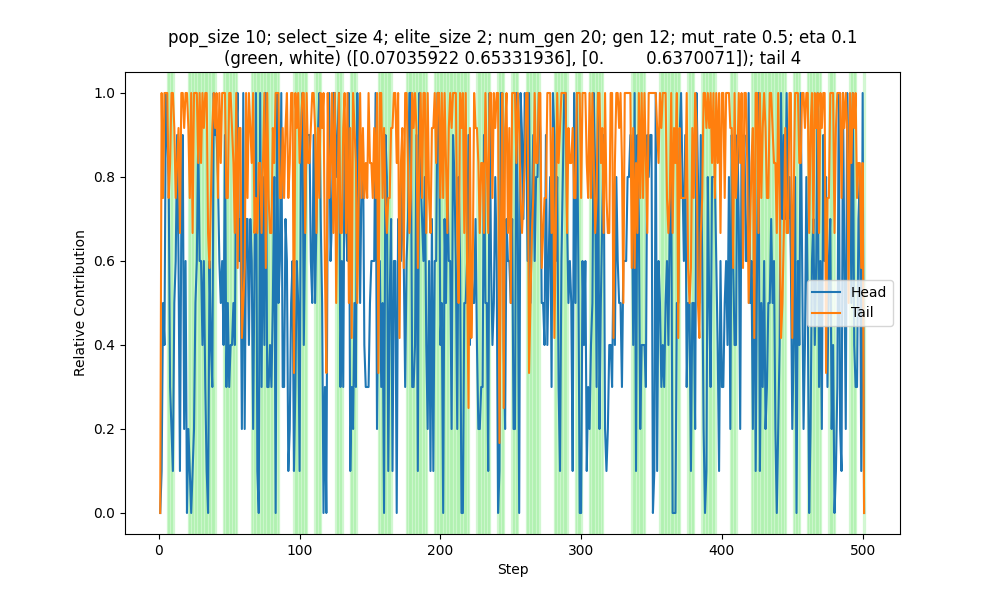 pop_size 10; select_size 4; elite_size 2; num_gen 20; gen 12; mut_rate 0.5; eta 0.1
(green, white) ([0.07035922 0.65331936], [0.        0.6370071]); tail 4
1.0
0.8
0.6
0.4
0.2
0.0
Relative Contribution
Head
Tail
0
100
200
300
400
500
Step